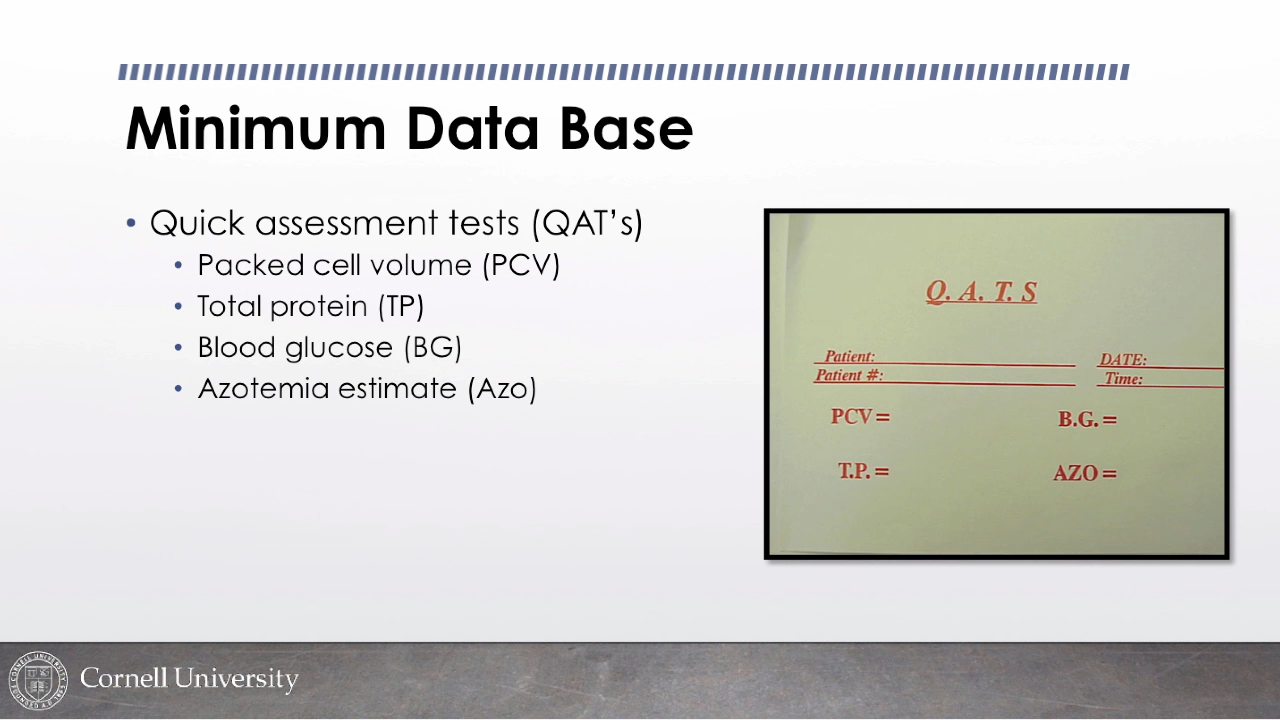 Minimum Data Base
• Quick assessment tests (QAT’s)
• Packed cell volume (PCV)
• Total protein (TP)
• Blood glucose (BG)
• Azotemia estimate (Azo)
Q. A. T. S
Patient: DATE:
Patient #: Time:
PCV = B.G. =
T.P. = AZO =
Cornell University